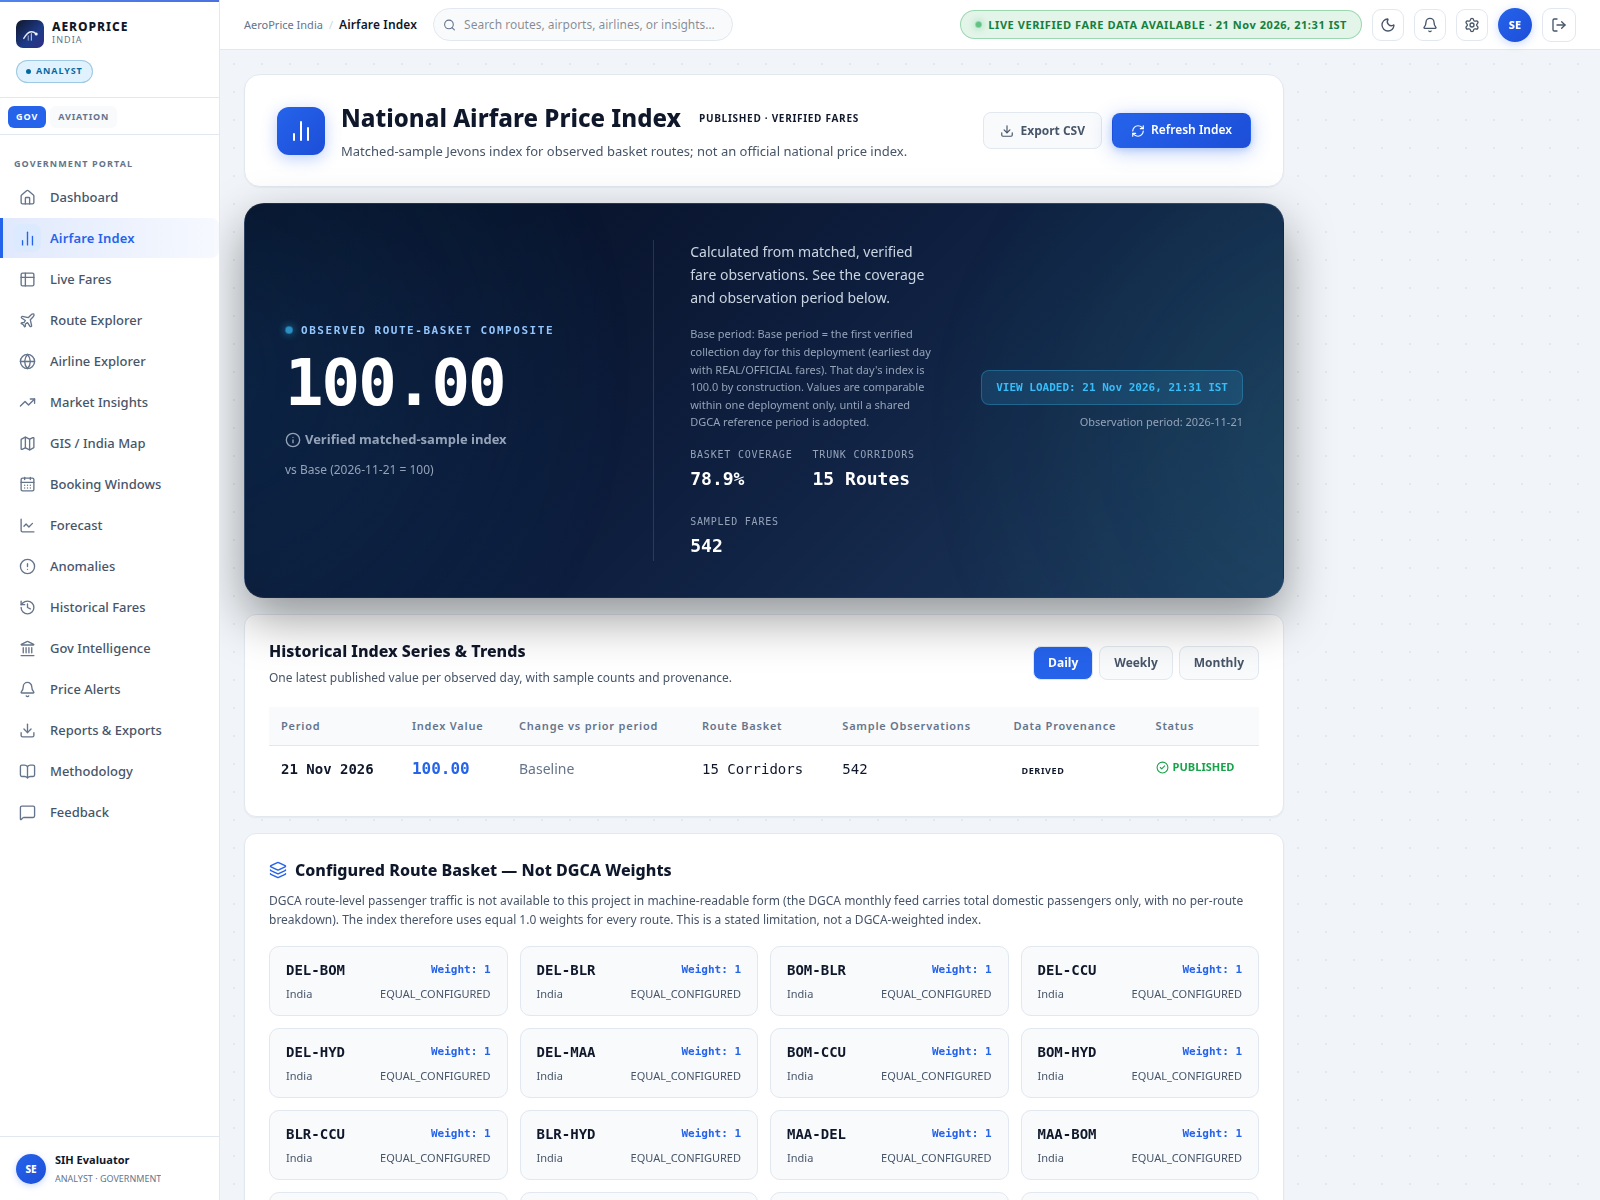 AEROPRICE
INDIA
ANALYST
GOV
AVIATION
GOVERNMENT PORTAL
Dashboard
Airfare Index
Live Fares
Route Explorer
Airline Explorer
Market Insights
GIS / India Map
Booking Windows
Forecast
Anomalies
Historical Fares
Gov Intelligence
Price Alerts
Reports & Exports
Methodology
Feedback
SE
SIH Evaluator
ANALYST · GOVERNMENT
AeroPrice India / Airfare Index
Search routes, airports, airlines, or insights...
LIVE VERIFIED FARE DATA AVAILABLE · 21 Nov 2026, 21:31 IST
SE
National Airfare Price Index
PUBLISHED · VERIFIED FARES
Matched-sample Jevons index for observed basket routes; not an official national price index.
Export CSV
Refresh Index
OBSERVED ROUTE-BASKET COMPOSITE
100.00
Verified matched-sample index
vs Base (2026-11-21 = 100)
Calculated from matched, verified
fare observations. See the coverage
and observation period below.
Base period: Base period = the first verified
collection day for this deployment (earliest day
with REAL/OFFICIAL fares). That day's index is
100.0 by construction. Values are comparable
within one deployment only, until a shared
DGCA reference period is adopted.
BASKET COVERAGE
78.9%
TRUNK CORRIDORS
15 Routes
SAMPLED FARES
542
VIEW LOADED: 21 Nov 2026, 21:31 IST
Observation period: 2026-11-21
Historical Index Series & Trends
One latest published value per observed day, with sample counts and provenance.
Daily
Weekly
Monthly
Period Index Value Change vs prior period Route Basket Sample Observations Data Provenance Status
21 Nov 2026 100.00 Baseline 15 Corridors 542 DERIVED PUBLISHED
Configured Route Basket — Not DGCA Weights
DGCA route-level passenger traffic is not available to this project in machine-readable form (the DGCA monthly feed carries total domestic passengers only, with no per-route
breakdown). The index therefore uses equal 1.0 weights for every route. This is a stated limitation, not a DGCA-weighted index.
DEL-BOM Weight: 1
India EQUAL_CONFIGURED
DEL-BLR Weight: 1
India EQUAL_CONFIGURED
BOM-BLR Weight: 1
India EQUAL_CONFIGURED
DEL-CCU Weight: 1
India EQUAL_CONFIGURED
DEL-HYD Weight: 1
India EQUAL_CONFIGURED
DEL-MAA Weight: 1
India EQUAL_CONFIGURED
BOM-CCU Weight: 1
India EQUAL_CONFIGURED
BOM-HYD Weight: 1
India EQUAL_CONFIGURED
BLR-CCU Weight: 1
India EQUAL_CONFIGURED
BLR-HYD Weight: 1
India EQUAL_CONFIGURED
MAA-DEL Weight: 1
India EQUAL_CONFIGURED
MAA-BOM Weight: 1
India EQUAL_CONFIGURED